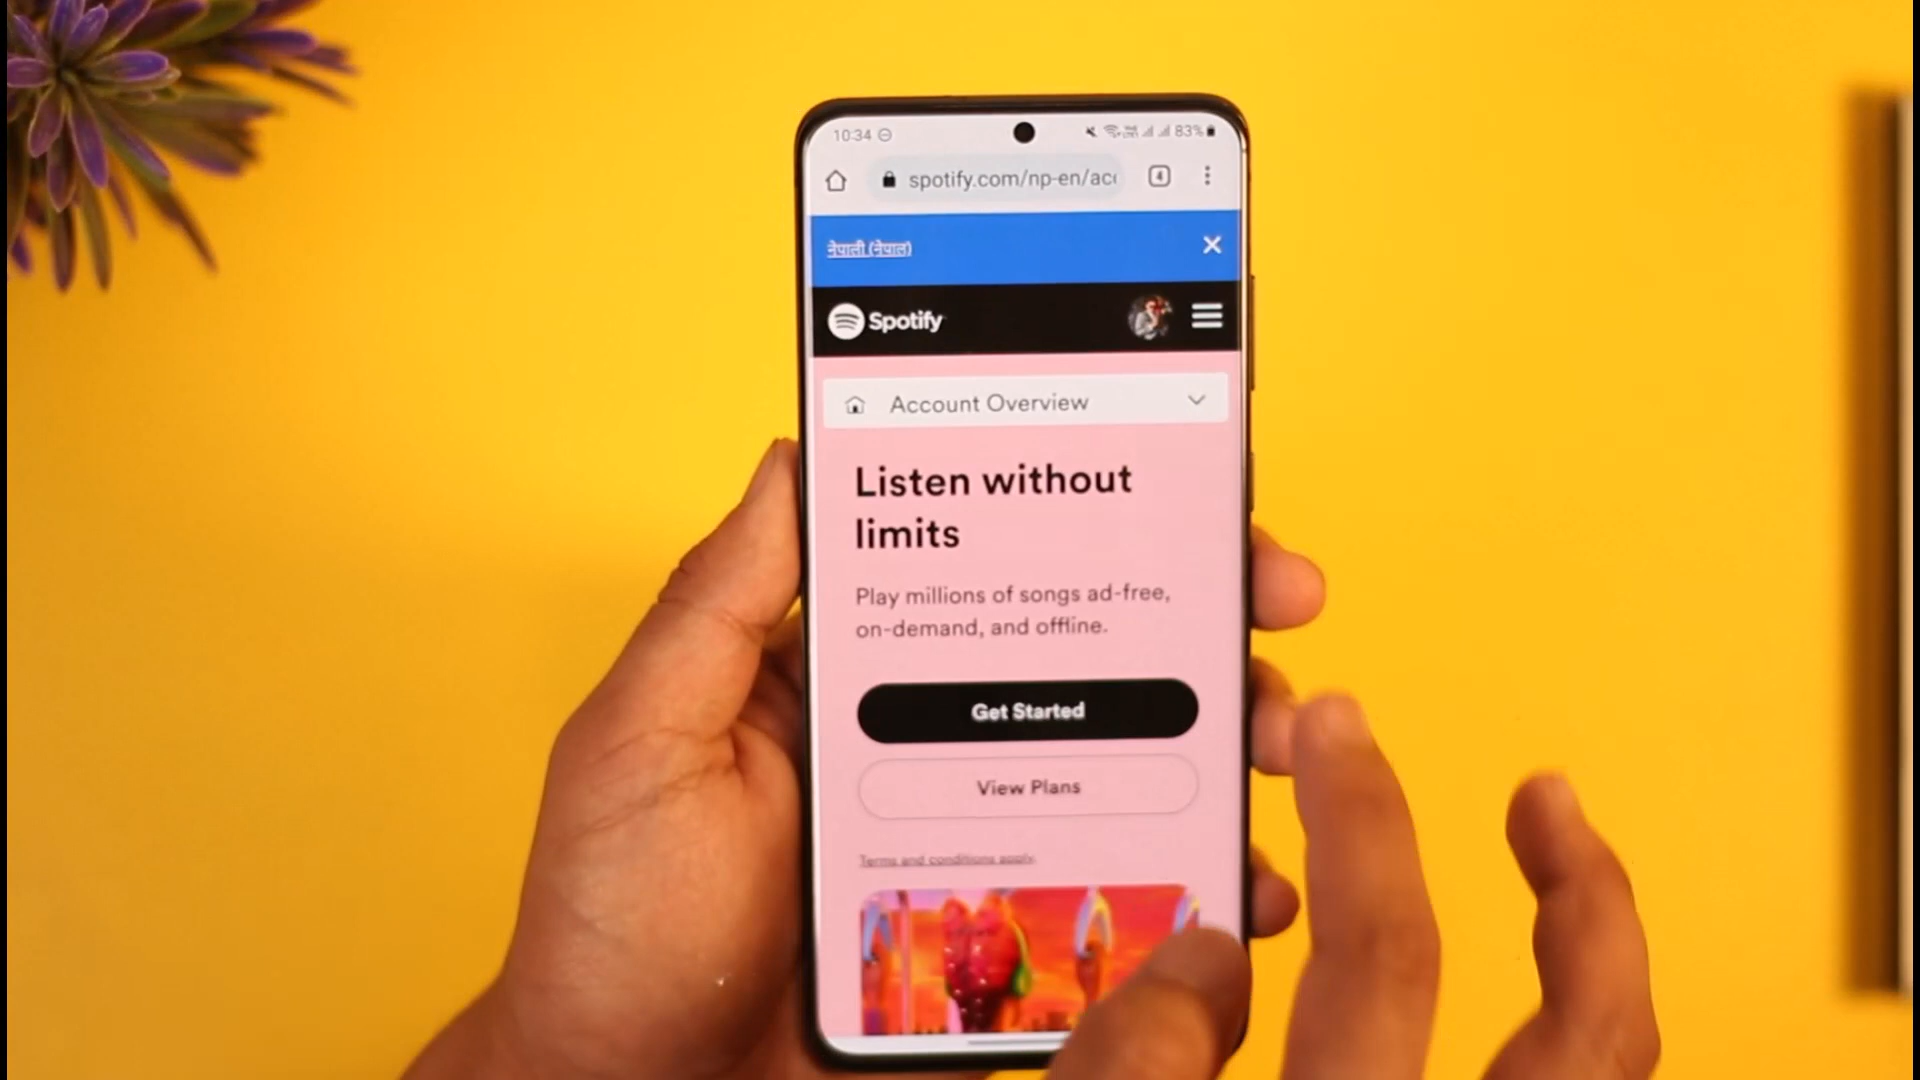 10:34
83%
spotify.com/np-en/acc
4
नेपाली (नेपाल)
Spotify
Account Overview
Listen without
limits
Play millions of songs ad-free,
on-demand, and offline.
Get Started
View Plans
Terms and conditions apply.